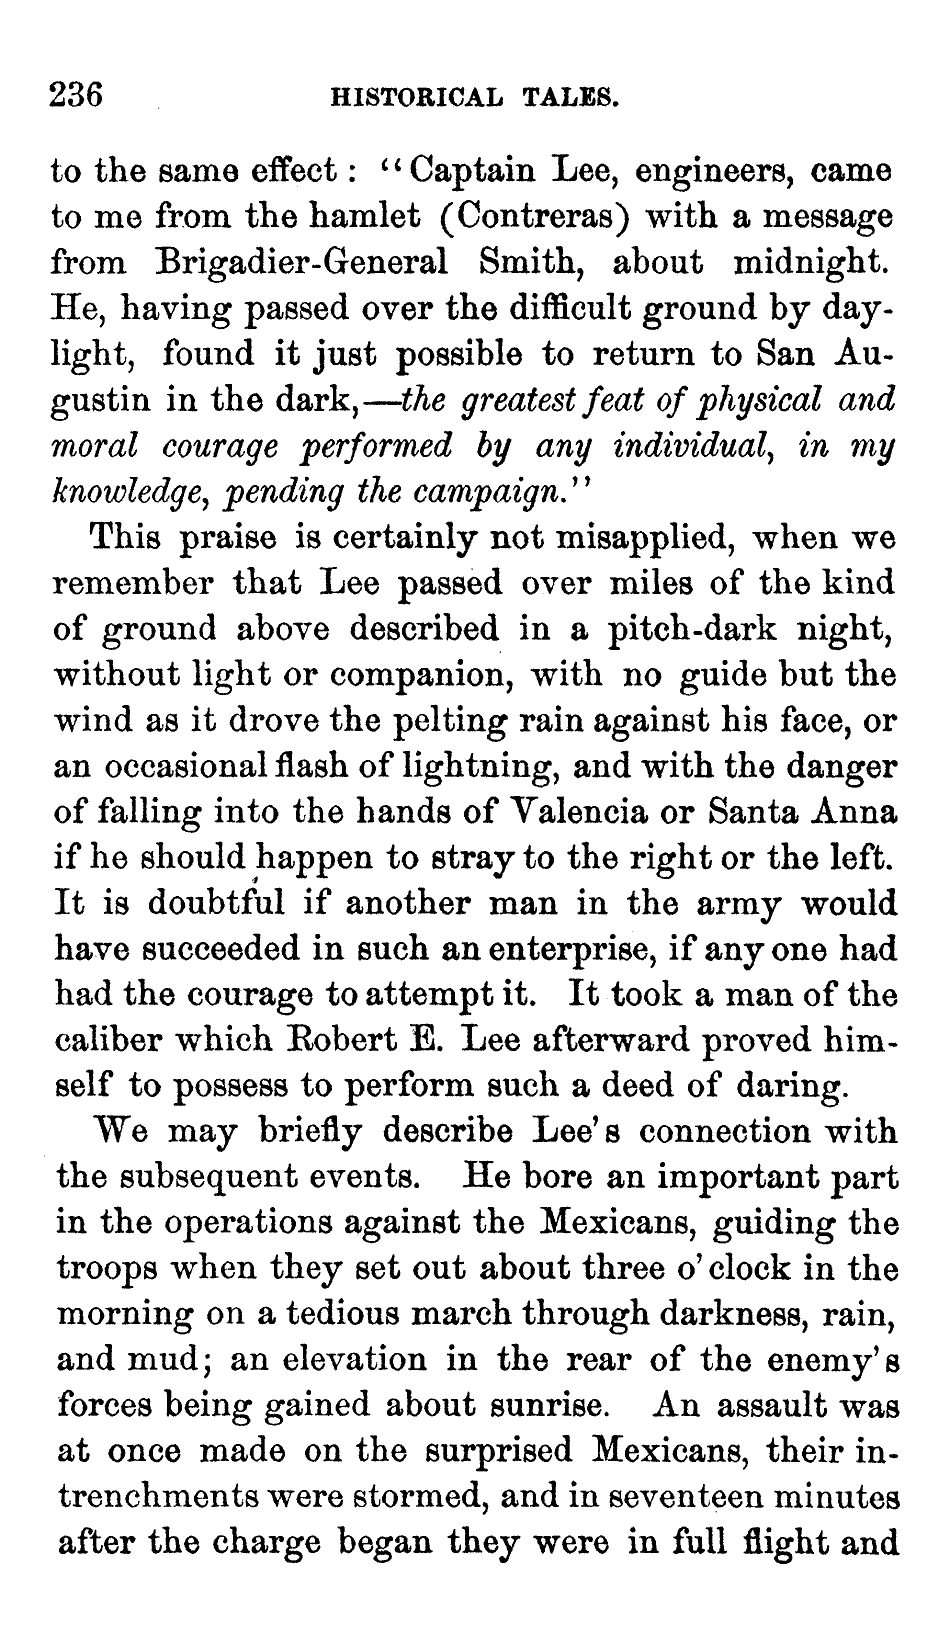 236 HISTORICAL TALES.
to the same effect : "Captain Lee, engineers, came
to me from the hamlet (Contreras) with a message
from Brigadier-General Smith, about midnight.
He, having passed over the difficult ground by day-
light, found it just possible to return to San Au-
gustin in the dark,—the greatest feat of physical and
moral courage performed by any individual, in my
knowledge, pending the campaign."
This praise is certainly not misapplied, when we
remember that Lee passed over miles of the kind
of ground above described in a pitch-dark night,
without light or companion, with no guide but the
wind as it drove the pelting rain against his face, or
an occasional flash of lightning, and with the danger
of falling into the hands of Valencia or Santa Anna
if he should happen to stray to the right or the left.
It is doubtful if another man in the army would
have succeeded in such an enterprise, if any one had
had the courage to attempt it. It took a man of the
caliber which Robert E. Lee afterward proved him-
self to possess to perform such a deed of daring.
We may briefly describe Lee's connection with
the subsequent events. He bore an important part
in the operations against the Mexicans, guiding the
troops when they set out about three o'clock in the
morning on a tedious march through darkness, rain,
and mud; an elevation in the rear of the enemy's
forces being gained about sunrise. An assault was
at once made on the surprised Mexicans, their in-
trenchments were stormed, and in seventeen minutes
after the charge began they were in full flight and